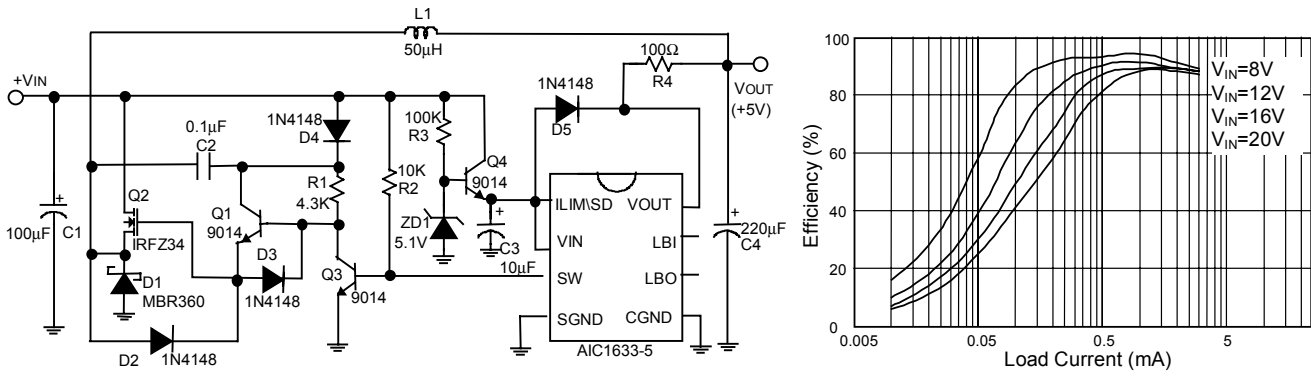 L1
50µH
100Ω
R4
+VIN
VOUT
(+5V)
1N4148
D5
1N4148
D4
100K
R3
0.1µF
C2
Q4
9014
10K
R2
R1
4.3K
Q2
IRFZ34
Q1
9014
D3
1N4148
ZD1
5.1V
C3
10µF
+
+
+
ILIM\SD
VOUT
VIN
LBI
SW
LBO
SGND
CGND
AIC1633-5
220µF
C4
100µF
C1
D1
MBR360
Q3
9014
D2
1N4148
Efficiency (%)
100
80
60
40
20
0
VIN=8V
VIN=12V
VIN=16V
VIN=20V
0.005
0.05
0.5
5
Load Current (mA)